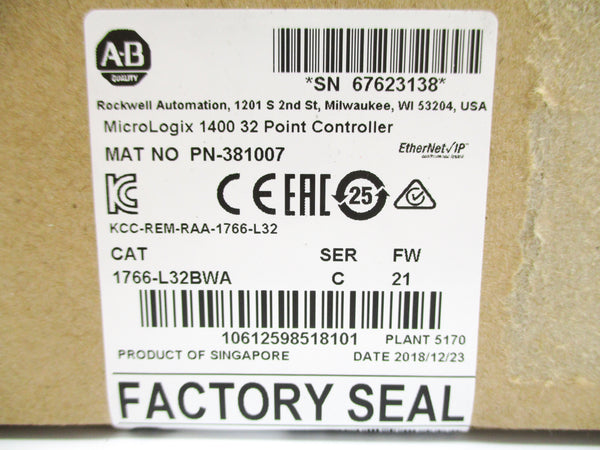 A-B
QUALITY
*SN 67623138*
Rockwell Automation, 1201 S 2nd St, Milwaukee, WI 53204, USA
MicroLogix 1400 32 Point Controller
MAT NO PN-381007
EtherNet/IP™
CE EAC 25
KCC-REM-RAA-1766-L32
CAT SER FW
1766-L32BWA C 21
10612598518101 PLANT 5170
PRODUCT OF SINGAPORE DATE 2018/12/23
FACTORY SEAL